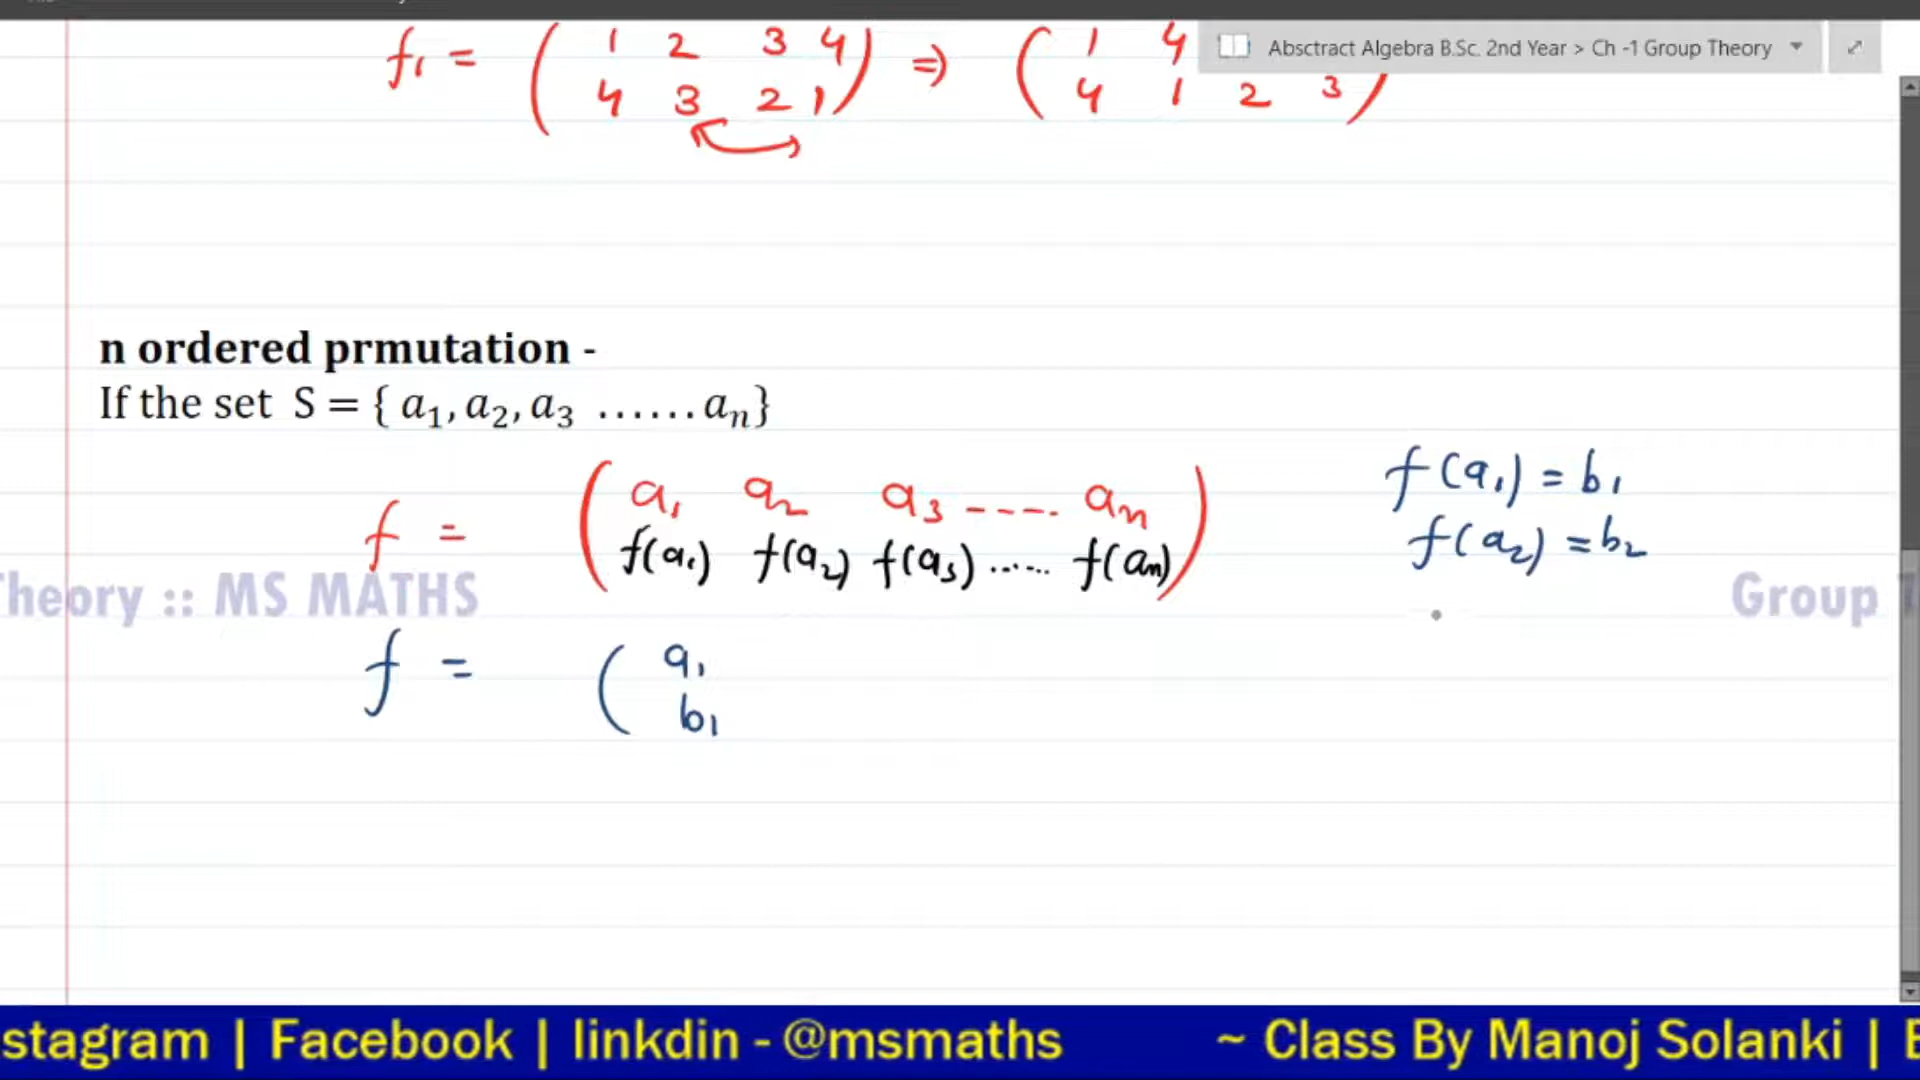 Absctract Algebra B.Sc. 2nd Year > Ch -1 Group Theory
f₁ = ( 1 2 3 4 ) ⇒ ( 1 4
4 3 2 1 4 1 2 3 )
n ordered prmutation -
If the set S = { a₁, a₂, a₃ ...... aₙ}
f = ( a₁ a₂ a₃ ----. aₙ )
f(a₁) f(a₂) f(a₃) ...... f(aₙ)
f(a₁) = b₁
f(a₂) = b₂
heory :: MS MATHS
Group
f = ( a₁
b₁
stagram | Facebook | linkdin - @msmaths ~ Class By Manoj Solanki |